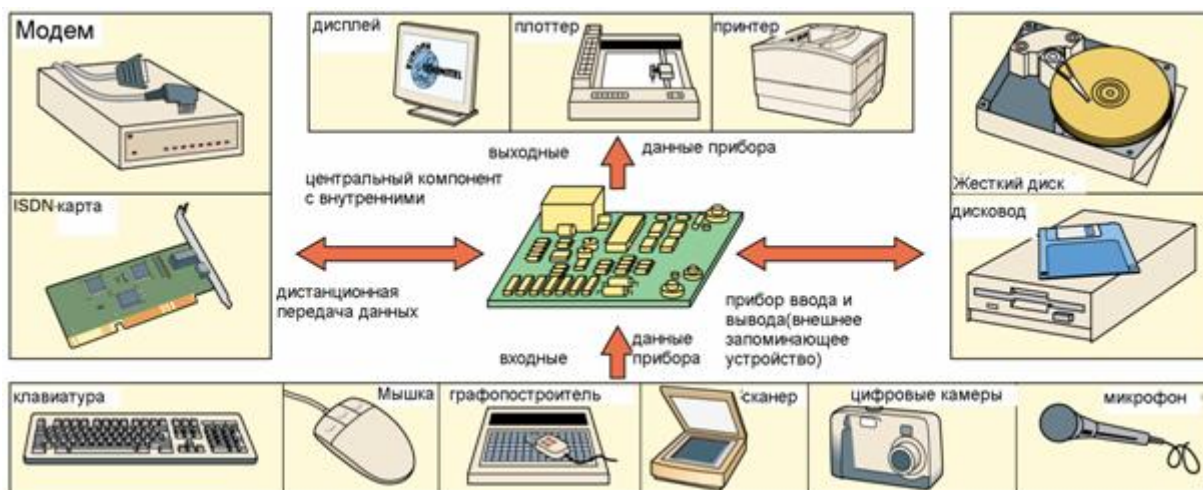 Модем
дисплей
плоттер
принтер
выходные
данные прибора
центральный компонент
с внутренними
Жесткий диск
ISDN-карта
дисковод
дистанционная
передача данных
прибор ввода и
вывода(внешнее
запоминающее
устройство)
входные
данные
прибора
клавиатура
Мышка
графопостроитель
сканер
цифровые камеры
микрофон